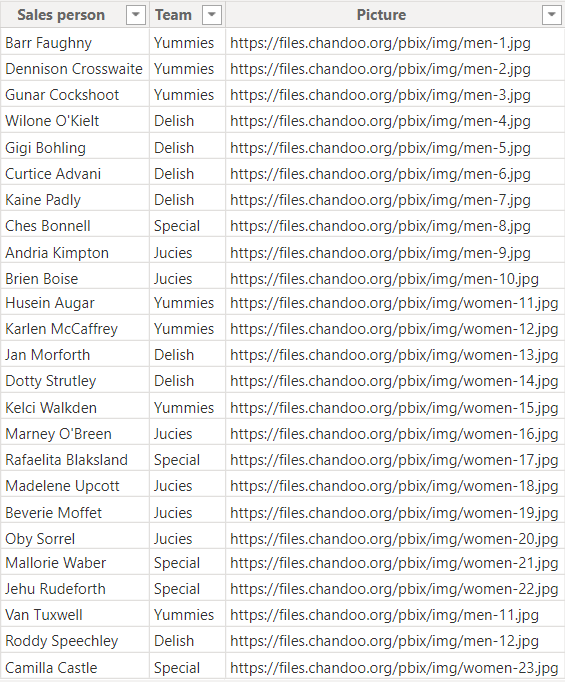 Sales person Team Picture
Barr Faughny Yummies https://files.chandoo.org/pbix/img/men-1.jpg
Dennison Crosswaite Yummies https://files.chandoo.org/pbix/img/men-2.jpg
Gunar Cockshoot Yummies https://files.chandoo.org/pbix/img/men-3.jpg
Wilone O'Kielt Delish https://files.chandoo.org/pbix/img/men-4.jpg
Gigi Bohling Delish https://files.chandoo.org/pbix/img/men-5.jpg
Curtice Advani Delish https://files.chandoo.org/pbix/img/men-6.jpg
Kaine Padly Delish https://files.chandoo.org/pbix/img/men-7.jpg
Ches Bonnell Special https://files.chandoo.org/pbix/img/men-8.jpg
Andria Kimpton Jucies https://files.chandoo.org/pbix/img/men-9.jpg
Brien Boise Jucies https://files.chandoo.org/pbix/img/men-10.jpg
Husein Augar Yummies https://files.chandoo.org/pbix/img/women-11.jpg
Karlen McCaffrey Yummies https://files.chandoo.org/pbix/img/women-12.jpg
Jan Morforth Delish https://files.chandoo.org/pbix/img/women-13.jpg
Dotty Strutley Delish https://files.chandoo.org/pbix/img/women-14.jpg
Kelci Walkden Yummies https://files.chandoo.org/pbix/img/women-15.jpg
Marney O'Breen Jucies https://files.chandoo.org/pbix/img/women-16.jpg
Rafaelita Blaksland Special https://files.chandoo.org/pbix/img/women-17.jpg
Madelene Upcott Jucies https://files.chandoo.org/pbix/img/women-18.jpg
Beverie Moffet Jucies https://files.chandoo.org/pbix/img/women-19.jpg
Oby Sorrel Jucies https://files.chandoo.org/pbix/img/women-20.jpg
Mallorie Waber Special https://files.chandoo.org/pbix/img/women-21.jpg
Jehu Rudeforth Special https://files.chandoo.org/pbix/img/women-22.jpg
Van Tuxwell Yummies https://files.chandoo.org/pbix/img/men-11.jpg
Roddy Speechley Delish https://files.chandoo.org/pbix/img/men-12.jpg
Camilla Castle Special https://files.chandoo.org/pbix/img/women-23.jpg